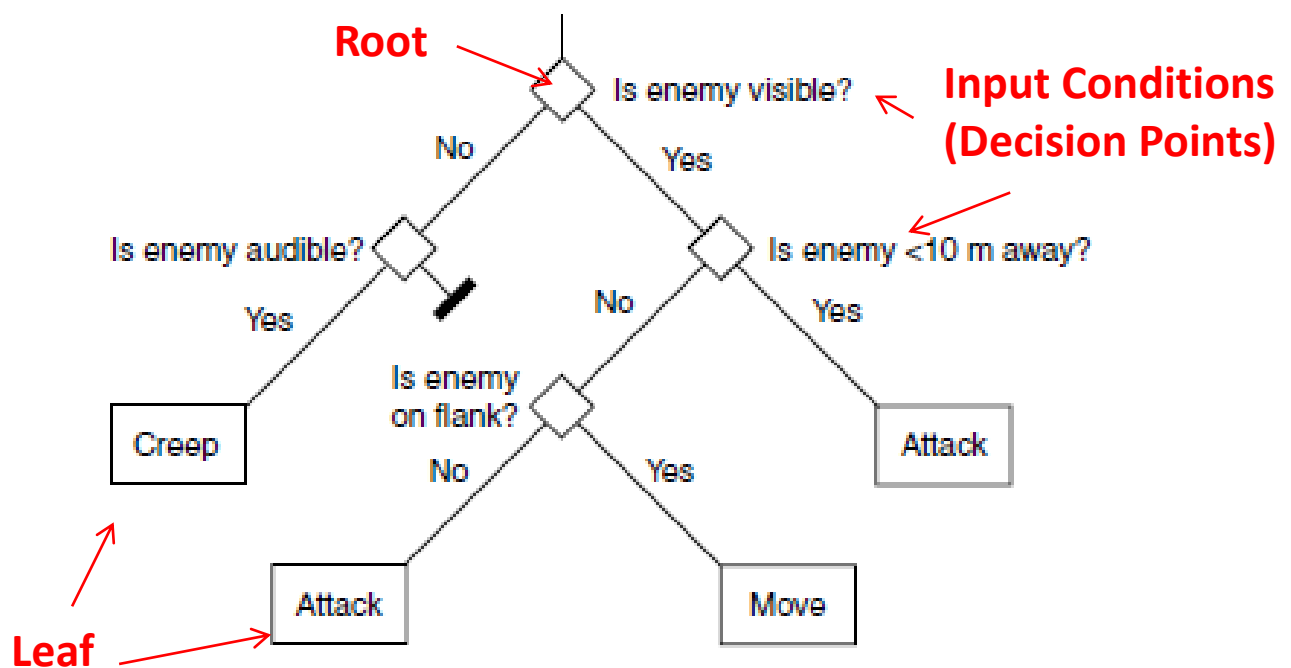 Root
Is enemy visible?
Input Conditions
(Decision Points)
No
Yes
Is enemy audible?
Is enemy <10 m away?
Yes
No
Yes
Is enemy
on flank?
Creep
Attack
No
Yes
Attack
Move
Leaf